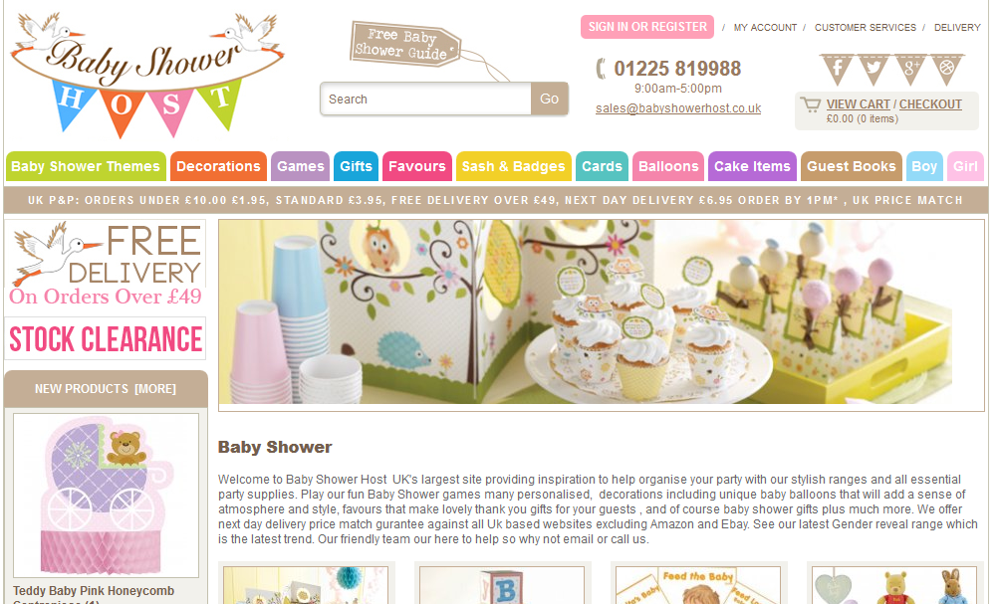 Baby Shower
HOST
Free Baby
Shower Guide
Search
Go
SIGN IN OR REGISTER / MY ACCOUNT / CUSTOMER SERVICES / DELIVERY
01225 819988
9:00am-5:00pm
sales@babyshowerhost.co.uk
VIEW CART / CHECKOUT
£0.00 (0 items)
Baby Shower Themes Decorations Games Gifts Favours Sash & Badges Cards Balloons Cake Items Guest Books Boy Girl
UK P&P: ORDERS UNDER £10.00 £1.95, STANDARD £3.95, FREE DELIVERY OVER £49, NEXT DAY DELIVERY £6.95 ORDER BY 1PM* , UK PRICE MATCH
FREE
DELIVERY
On Orders Over £49
STOCK CLEARANCE
NEW PRODUCTS [MORE]
Teddy Baby Pink Honeycomb
Baby Shower
Welcome to Baby Shower Host UK's largest site providing inspiration to help organise your party with our stylish ranges and all essential
party supplies. Play our fun Baby Shower games many personalised, decorations including unique baby balloons that will add a sense of
atmosphere and style, favours that make lovely thank you gifts for your guests , and of course baby shower gifts plus much more. We offer
next day delivery price match gurantee against all Uk based websites excluding Amazon and Ebay. See our latest Gender reveal range which
is the latest trend. Our friendly team our here to help so why not email or call us.
B
Feed the Baby